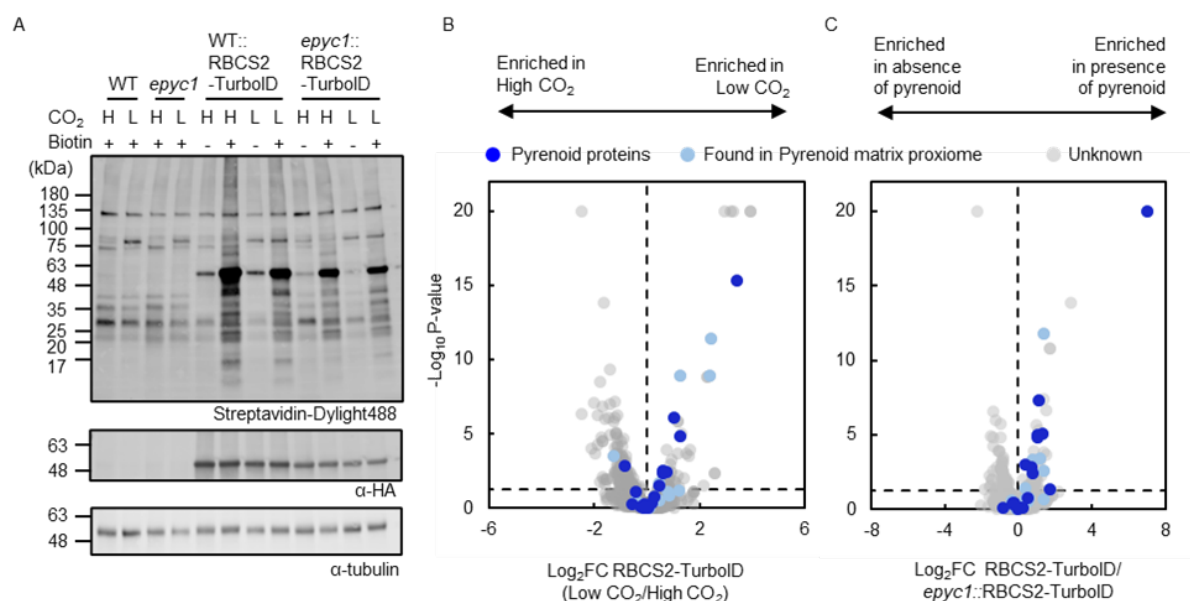 A
WT::
RBCS2
-TurboID
epyc1::
RBCS2
-TurboID
WT
epyc1
CO2 H L H L H H L L H H L L
Biotin + + + + - + - + - + - +
(kDa)
180
135
100
75
63
48
35
25
20
17
Streptavidin-Dylight488
63
48
α-HA
63
48
α-tubulin
B
Enriched in
High CO2
Enriched in
Low CO2
C
Enriched
in absence
of pyrenoid
Enriched
in presence
of pyrenoid
Pyrenoid proteins
Found in Pyrenoid matrix proxiome
Unknown
-Log10 P-value
20
15
10
5
0
-6 -2 2 6
Log2FC RBCS2-TurboID
(Low CO2/High CO2)
20
15
10
5
0
-8 -4 0 4 8
Log2FC RBCS2-TurboID/
epyc1::RBCS2-TurboID